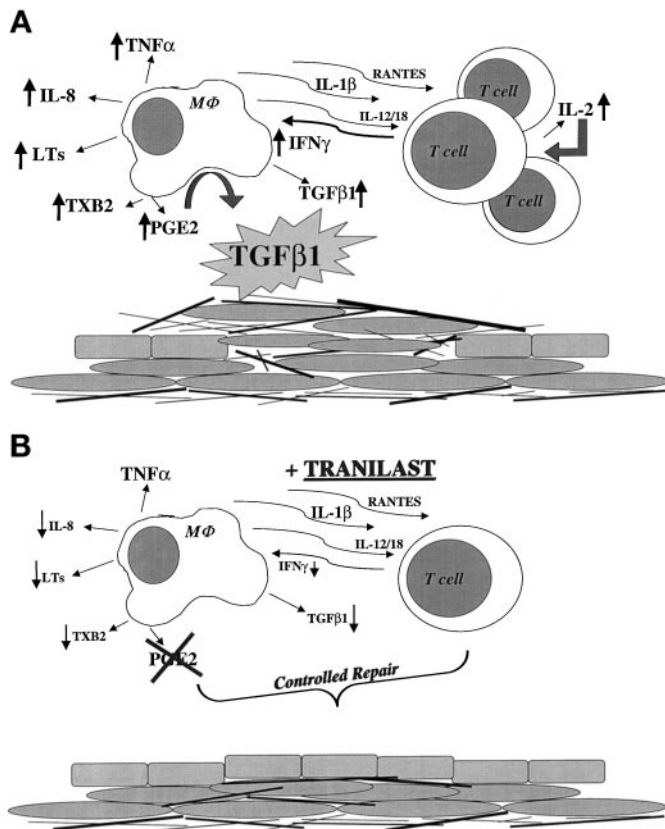 A
↑TNFα
↑IL-8
MΦ
IL-1β
RANTES
T cell
IL-2↑
IL-12/18
↑IFNγ
T cell
↑LTs
TGFβ1↑
↑TXB2
↑PGE2
T cell
TGFβ1
B
+ TRANILAST
TNFα
RANTES
↓IL-8
MΦ
IL-1β
IL-12/18
IFNγ↓
T cell
↓LTs
TGFβ1↓
↓TXB2
PGE2
Controlled Repair